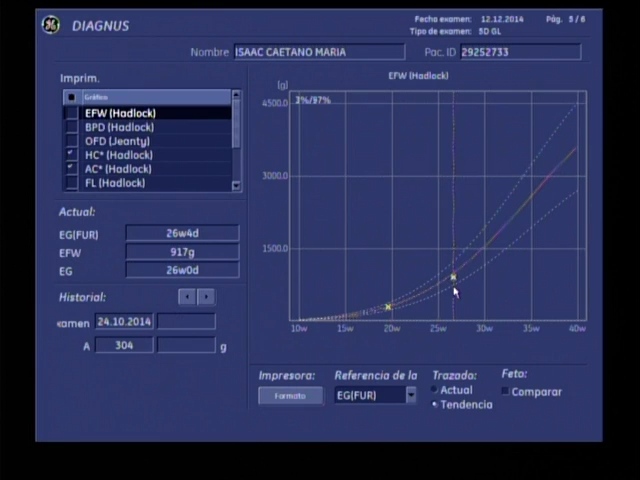 DIAGNUS
Fecha examen: 12.12.2014 Pág. 5 / 6
Tipo de examen: 5D GL
Nombre ISAAC CAETANO MARIA Pac. ID 29252733
Imprim.
Gráfico
EFW (Hadlock)
BPD (Hadlock)
OFD (Jeanty)
HC* (Hadlock)
AC* (Hadlock)
FL (Hadlock)
Actual:
EG(FUR) 26w4d
EFW 917g
EG 26w0d
Historial:
xamen 24.10.2014
A 304 g
EFW (Hadlock)
(g)
3%/97%
4500.0
3000.0
1500.0
10w 15w 20w 25w 30w 35w 40w
Impresora: Referencia de la Trazado: Feto:
Formato EG(FUR) Actual Comparar
Tendencia